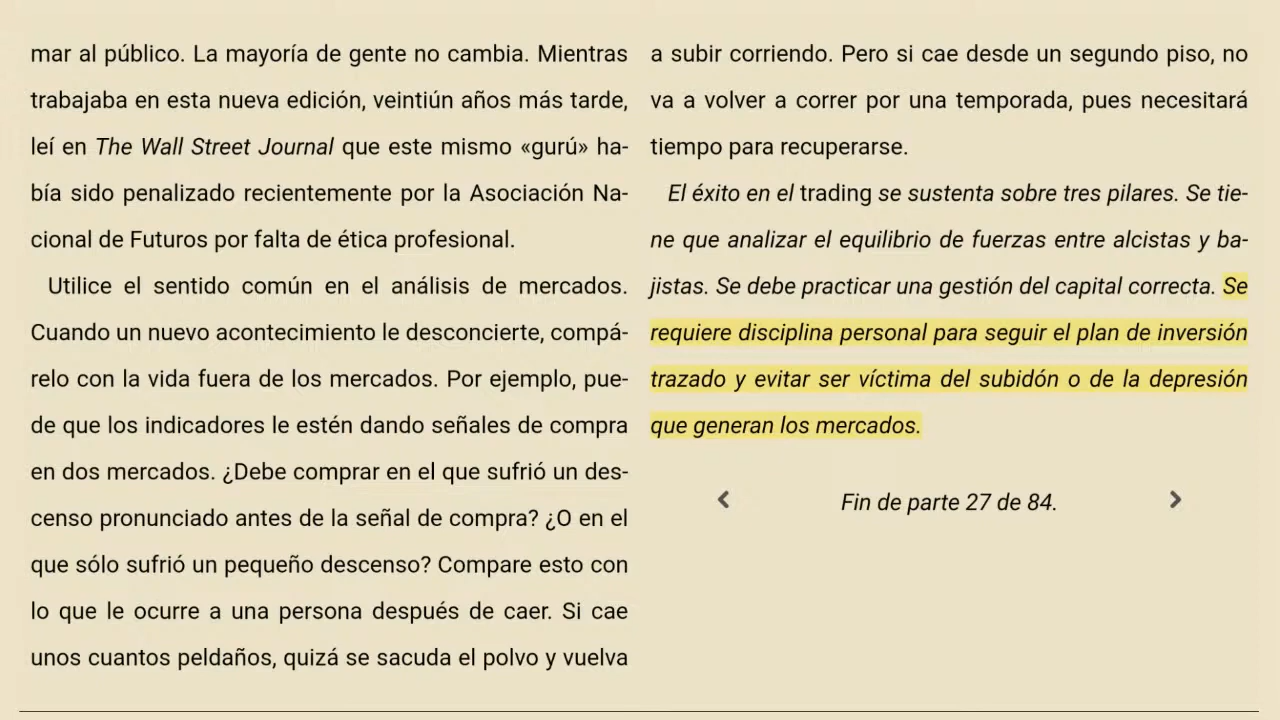 mar al público. La mayoría de gente no cambia. Mientras
trabajaba en esta nueva edición, veintiún años más tarde,
leí en The Wall Street Journal que este mismo «gurú» ha-
bía sido penalizado recientemente por la Asociación Na-
cional de Futuros por falta de ética profesional.
Utilice el sentido común en el análisis de mercados.
Cuando un nuevo acontecimiento le desconcierte, compá-
relo con la vida fuera de los mercados. Por ejemplo, pue-
de que los indicadores le estén dando señales de compra
en dos mercados. ¿Debe comprar en el que sufrió un des-
censo pronunciado antes de la señal de compra? ¿O en el
que sólo sufrió un pequeño descenso? Compare esto con
lo que le ocurre a una persona después de caer. Si cae
unos cuantos peldaños, quizá se sacuda el polvo y vuelva
a subir corriendo. Pero si cae desde un segundo piso, no
va a volver a correr por una temporada, pues necesitará
tiempo para recuperarse.
El éxito en el trading se sustenta sobre tres pilares. Se tie-
ne que analizar el equilibrio de fuerzas entre alcistas y ba-
jistas. Se debe practicar una gestión del capital correcta. Se
requiere disciplina personal para seguir el plan de inversión
trazado y evitar ser víctima del subidón o de la depresión
que generan los mercados.
Fin de parte 27 de 84.